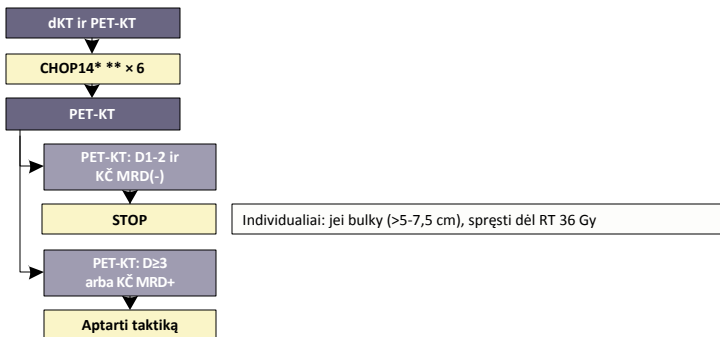 dKT ir PET-KT
CHOP14* ** × 6
PET-KT
PET-KT: D1-2 ir
KČ MRD(-)
STOP
Individualiai: jei bulky (>5-7,5 cm), spręsti dėl RT 36 Gy
PET-KT: D≥3
arba KČ MRD+
Aptarti taktiką